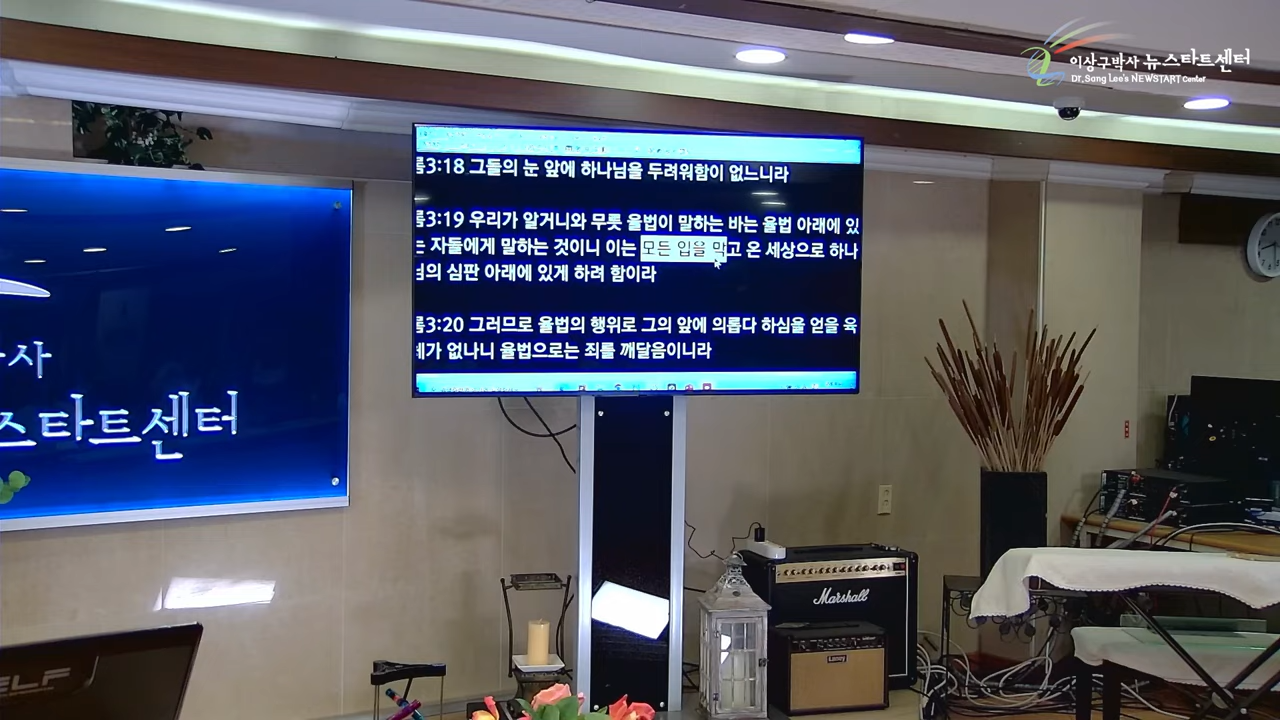 이상구박사 뉴스타트센터
Dr. Sang Lee's NEWSTART Center
롬3:18 그들의 눈 앞에 하나님을 두려워함이 없느니라
롬3:19 우리가 알거니와 무릇 율법이 말하는 바는 율법 아래에 있
는 자들에게 말하는 것이니 이는 모든 입을 막고 온 세상으로 하나
님의 심판 아래에 있게 하려 함이라
롬3:20 그러므로 율법의 행위로 그의 앞에 의롭다 하심을 얻을 육
체가 없나니 율법으로는 죄를 깨달음이니라
사
스타트센터
Marshall
Laney
ELF